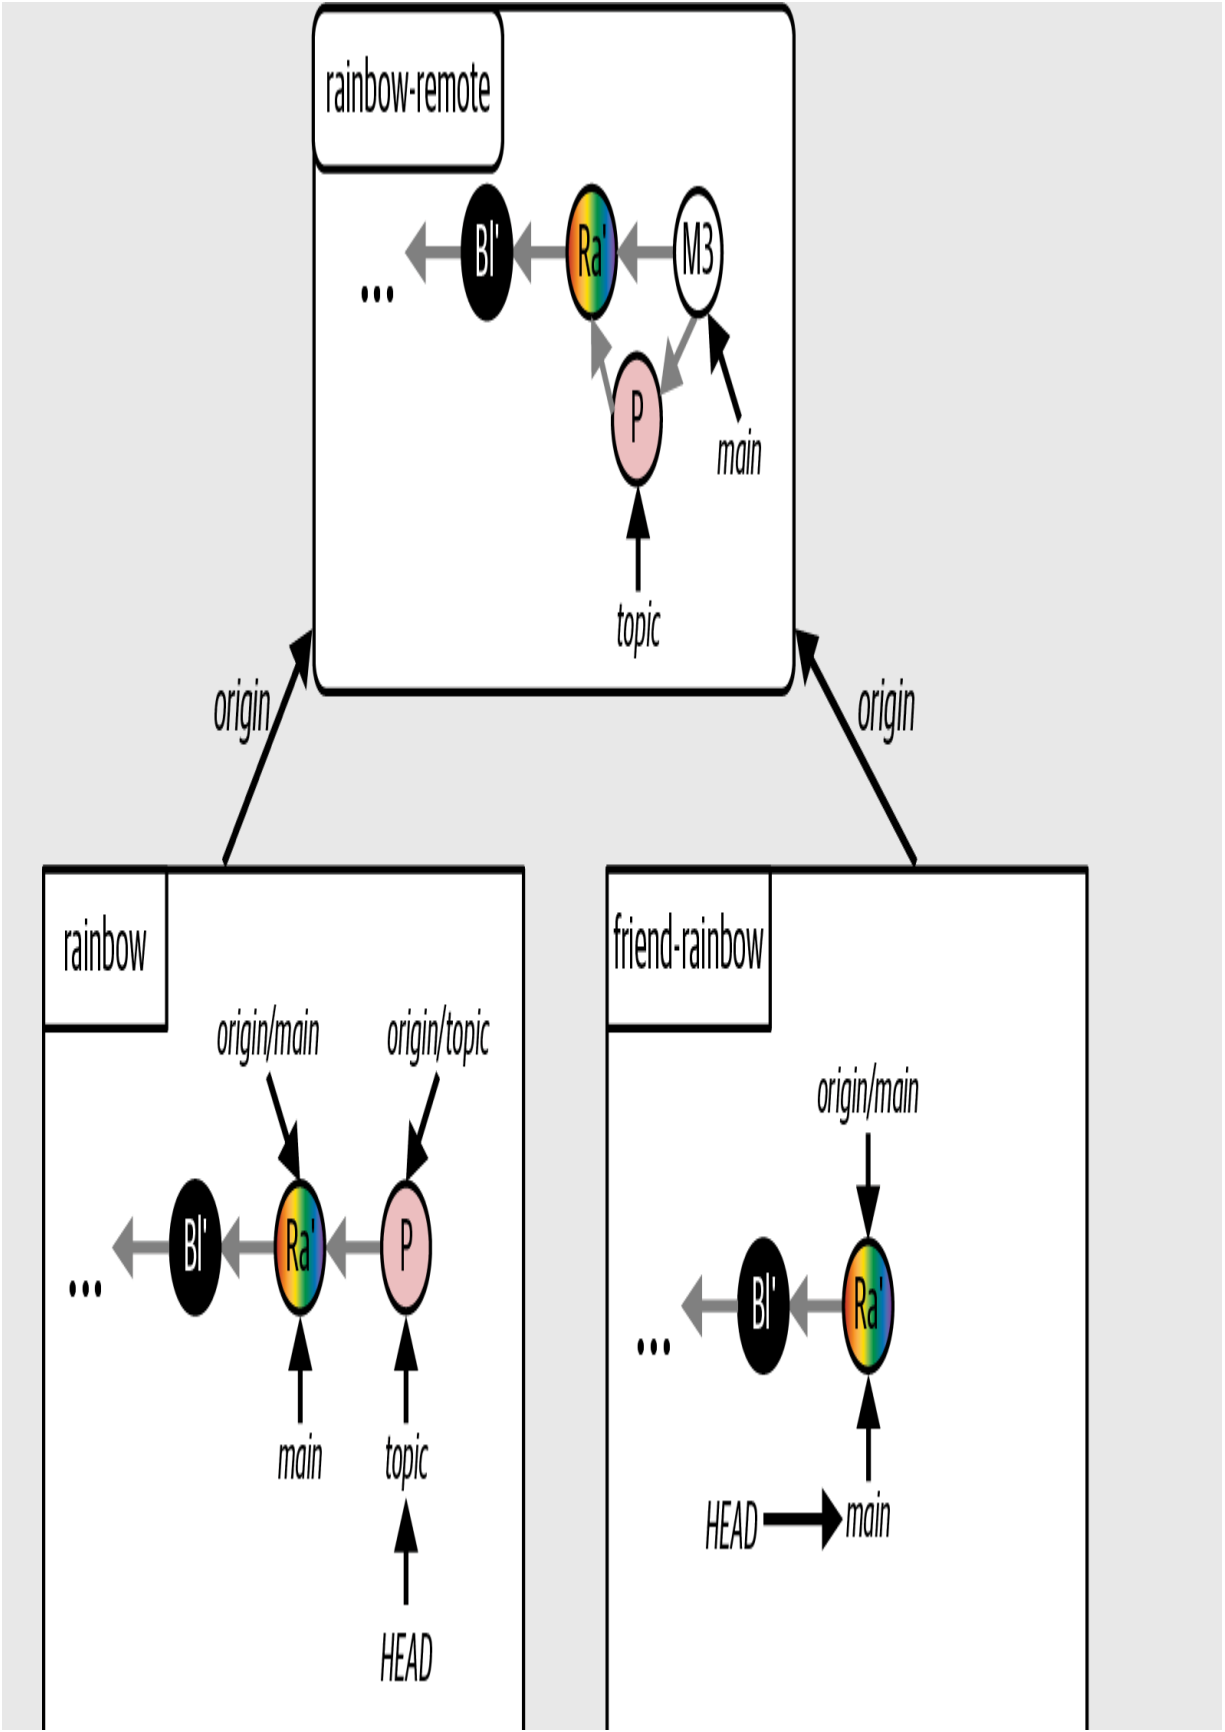 rainbow-remote
Bl'
Ra'
M3
...
P
main
topic
origin
origin
rainbow
origin/main
origin/topic
Bl'
Ra'
P
...
main
topic
HEAD
friend-rainbow
origin/main
Bl'
Ra'
...
HEAD
main